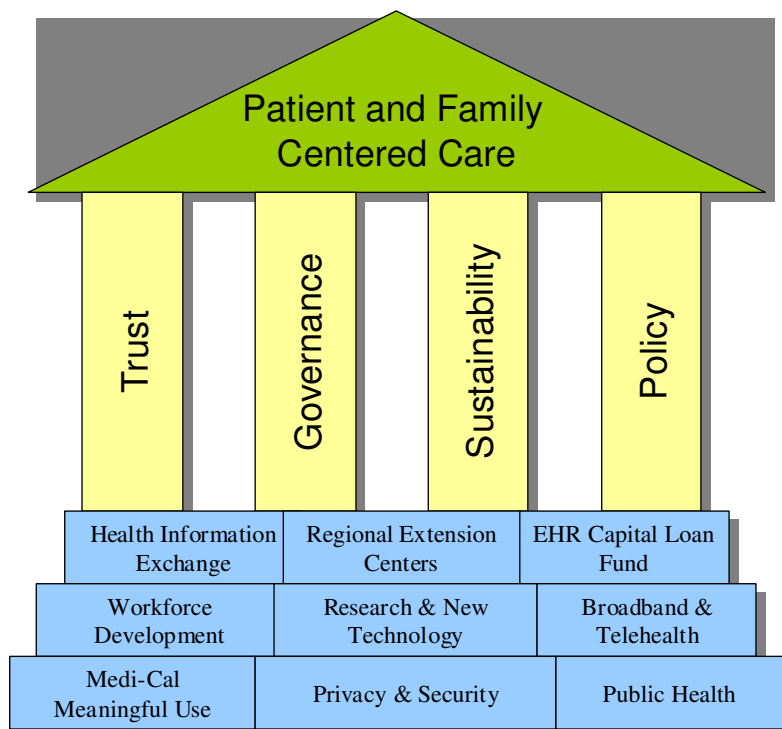 Patient and Family
Centered Care
Trust
Governance
Sustainability
Policy
Health Information
Exchange
Regional Extension
Centers
EHR Capital Loan
Fund
Workforce
Development
Research & New
Technology
Broadband &
Telehealth
Medi-Cal
Meaningful Use
Privacy & Security
Public Health